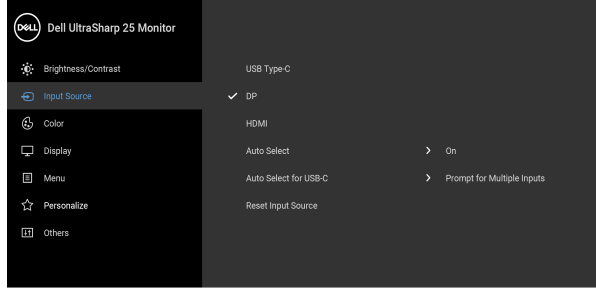 DELL Dell UltraSharp 25 Monitor
Brightness/Contrast
USB Type-C
Input Source
DP
Color
HDMI
Display
Auto Select
On
Menu
Auto Select for USB-C
Prompt for Multiple Inputs
Personalize
Reset Input Source
Others